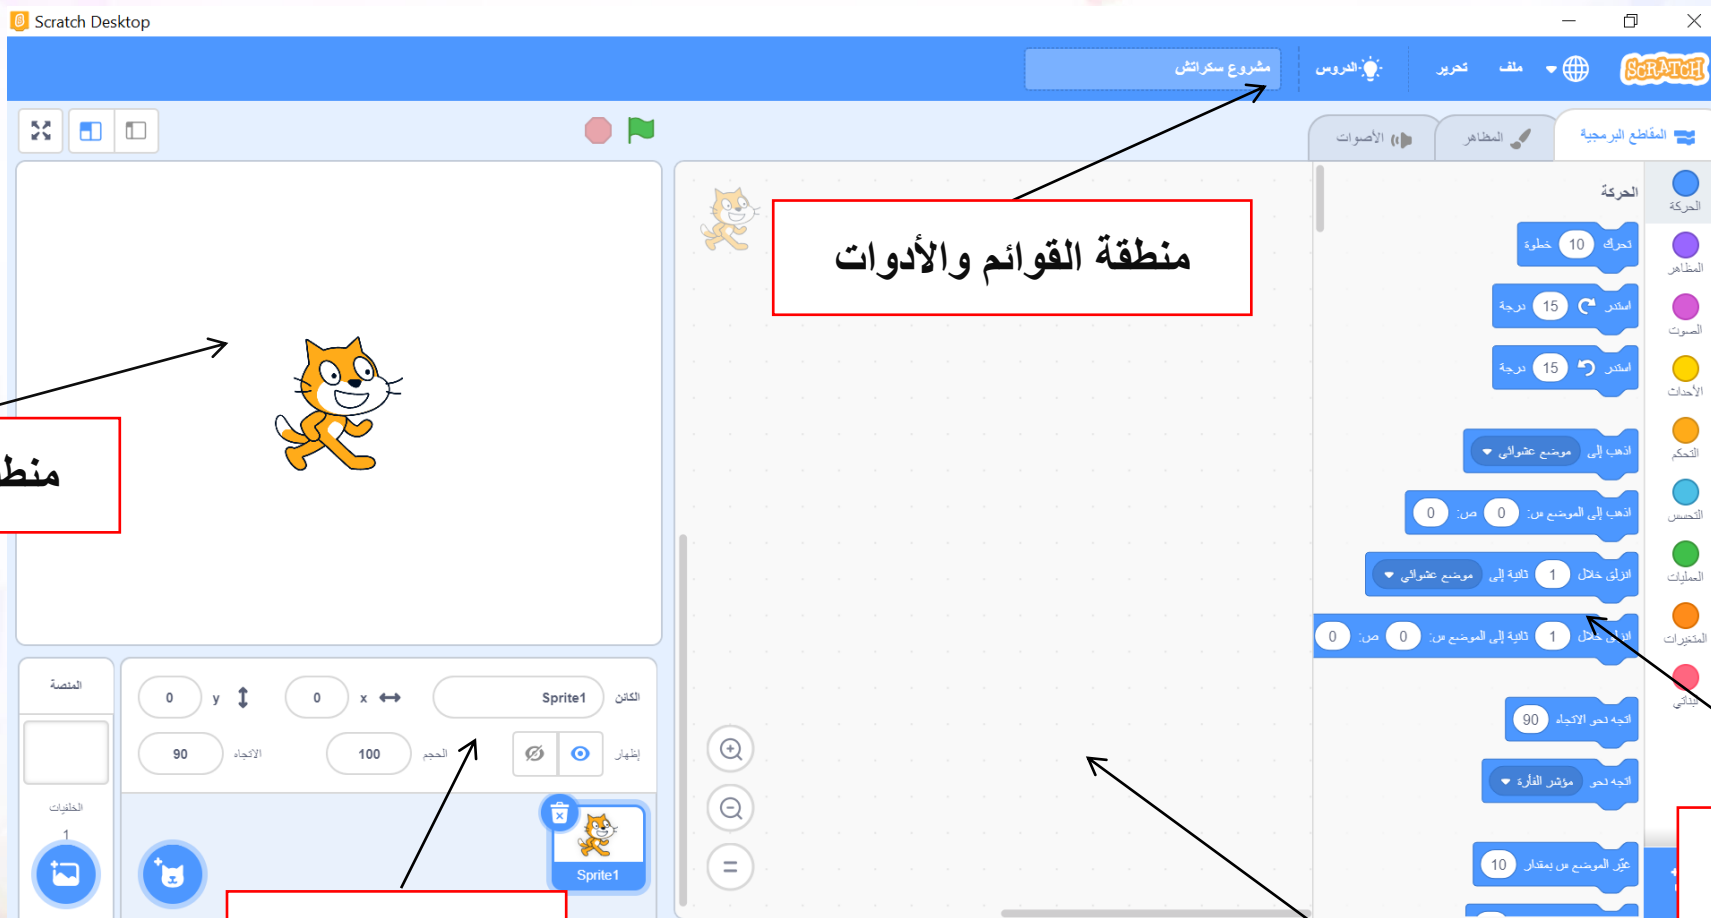 Scratch Desktop
SCRATCH ملف تحرير الدروس مشروع سكراتش
المقاطع البرمجية المظاهر الأصوات
الحركة
المظاهر
الصوت
الأحداث
التحكم
التحسس
العمليات
المتغيرات
الحركة
تحرك 10 خطوة
استدر 15 درجة
استدر 15 درجة
اذهب إلى موضع عشوائي
اذهب إلى الموضع س: 0 ص: 0
انزلق خلال 1 ثانية إلى موضع عشوائي
انزلق خلال 1 ثانية إلى الموضع س: 0 ص: 0
اتجه نحو الاتجاه 90
اتجه نحو مؤشر الفأرة
غيّر الموضع س بمقدار 10
منطقة القوائم والأدوات
الكائن Sprite1 x 0 y 0
إظهار الحجم 100 الاتجاه 90
Sprite1
المنصة
الخلفيات
1